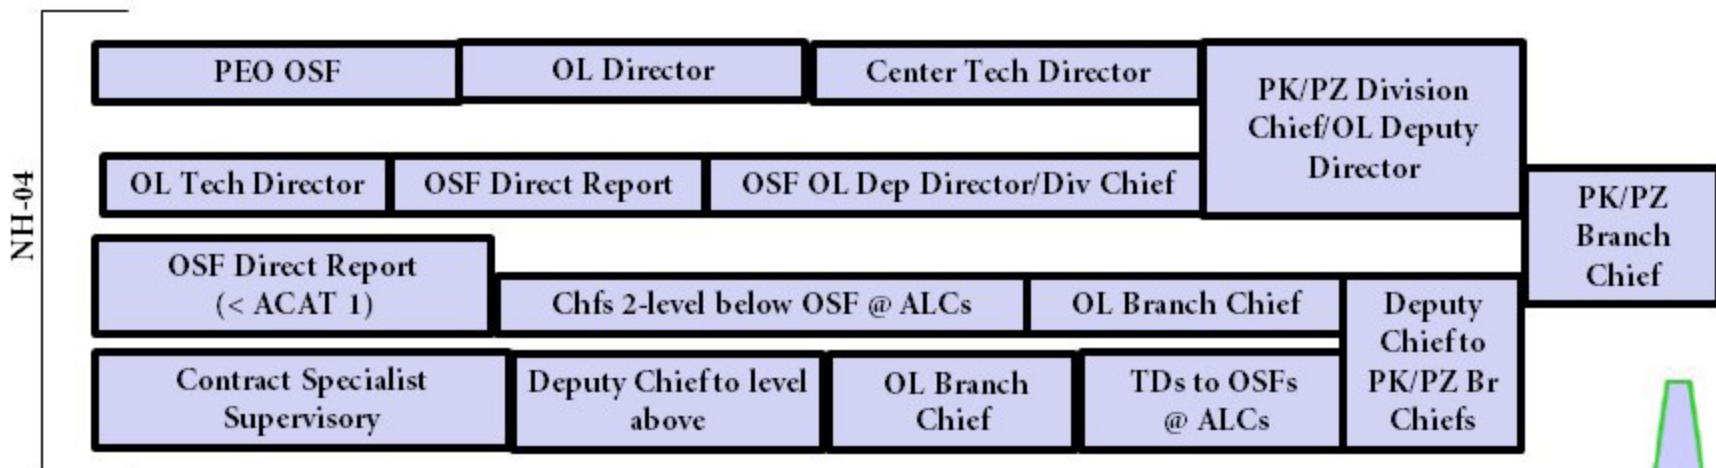 NH-04
PEO OSF
OL Director
Center Tech Director
PK/PZ Division
Chief/OL Deputy
Director
OL Tech Director
OSF Direct Report
OSF OL Dep Director/Div Chief
PK/PZ
Branch
Chief
OSF Direct Report
(< ACAT 1)
Chfs 2-level below OSF @ ALCs
OL Branch Chief
Deputy
Chief to
PK/PZ Br
Chiefs
Contract Specialist
Supervisory
Deputy Chief to level
above
OL Branch
Chief
TDs to OSFs
@ ALCs